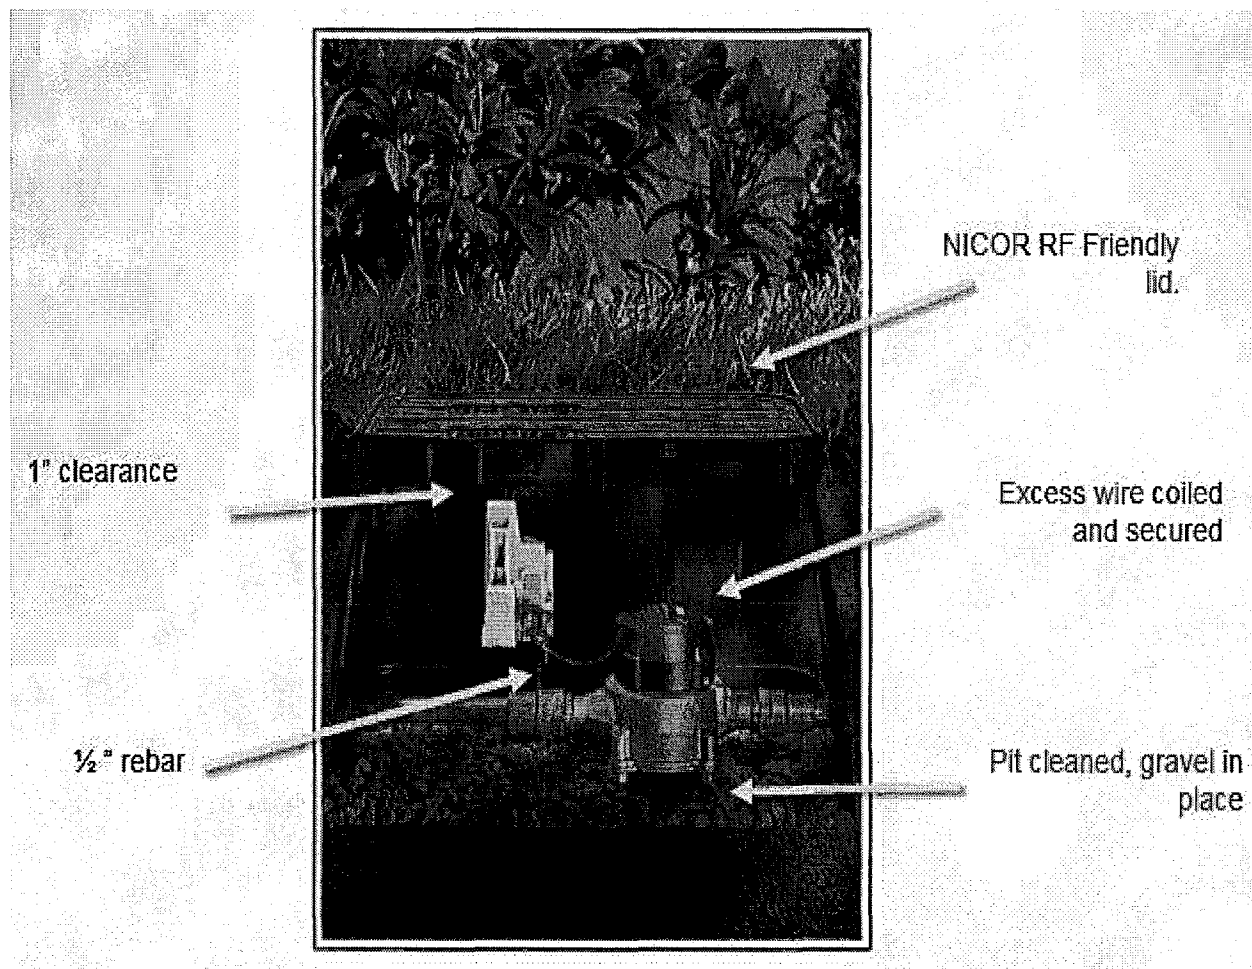 NICOR RF Friendly
lid.
1" clearance
Excess wire coiled
and secured
½" rebar
Pit cleaned, gravel in
place